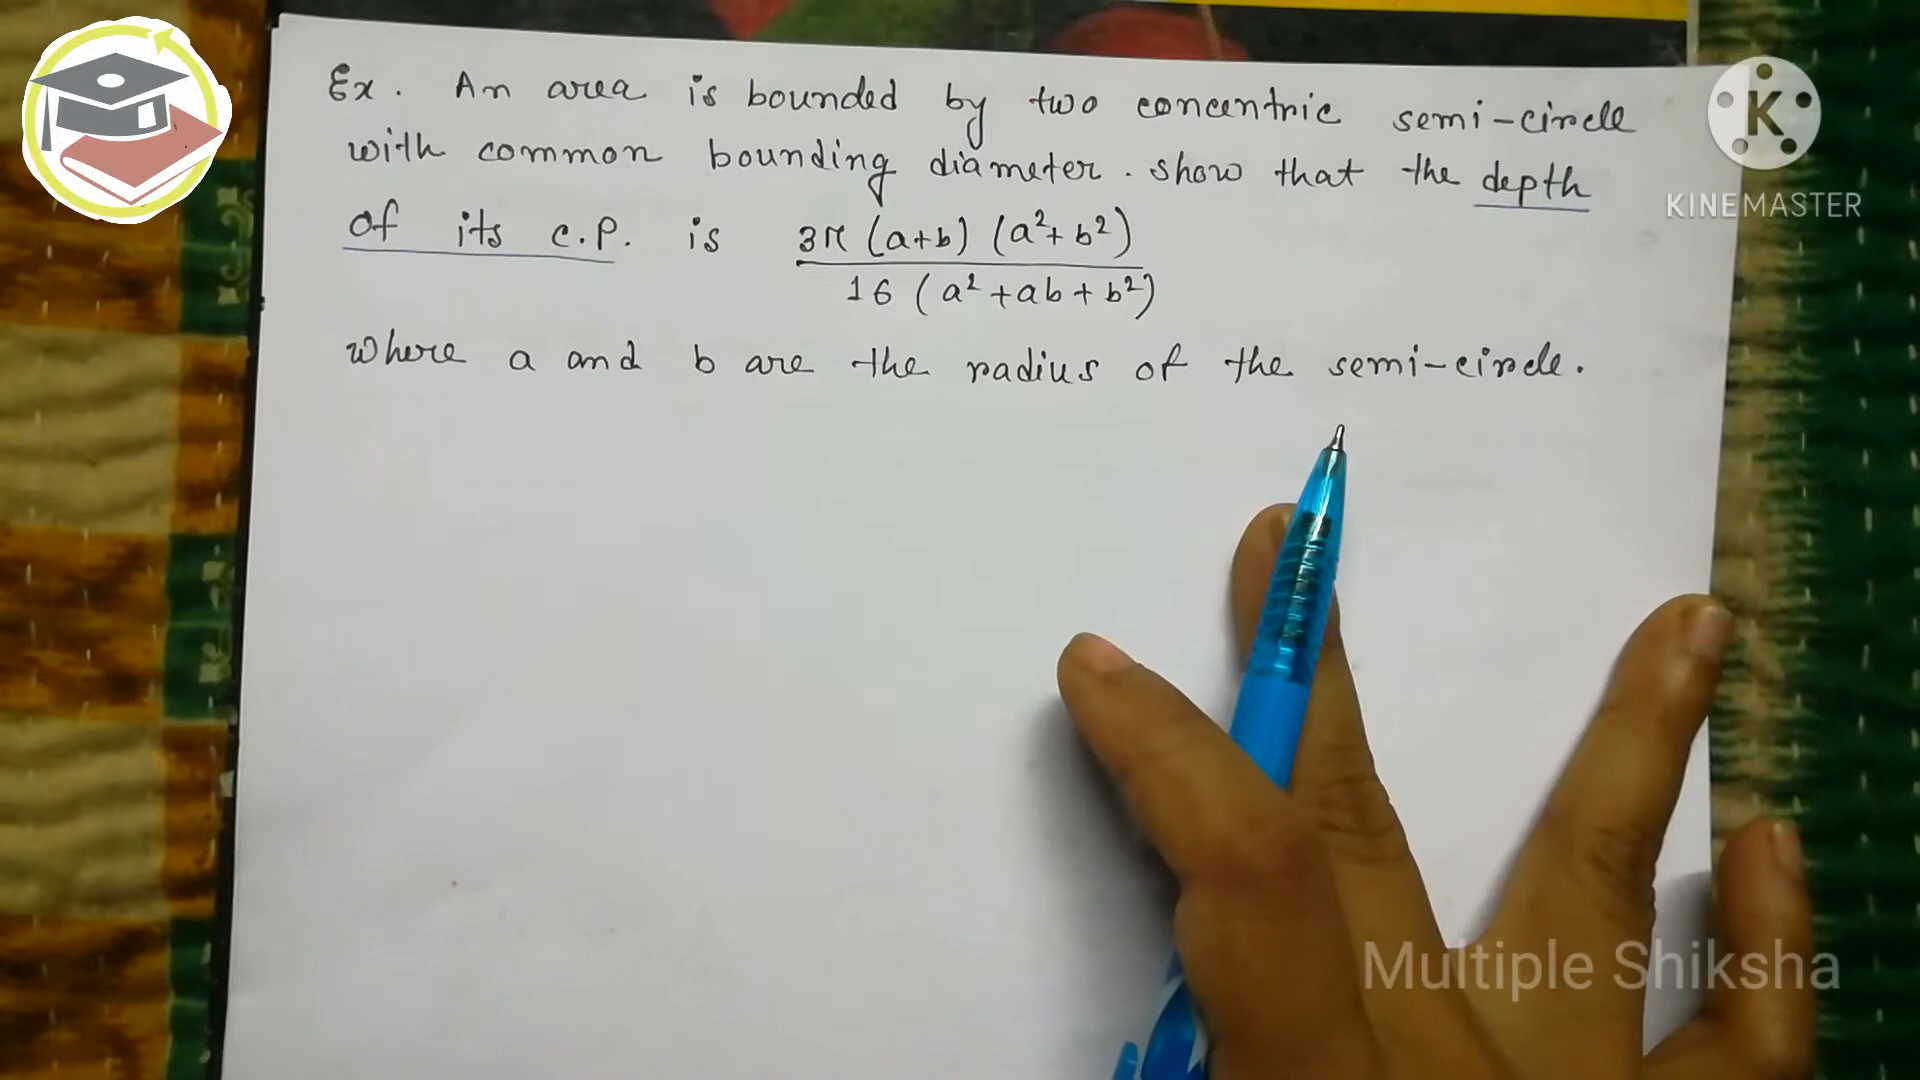 Ex. An area is bounded by two concentric semi-circle
with common bounding diameter. show that the depth
of its c.p. is 3π (a+b) (a²+b²)
16 (a²+ab+b²)
where a and b are the radius of the semi-circle.
K
KINEMASTER
Multiple Shiksha